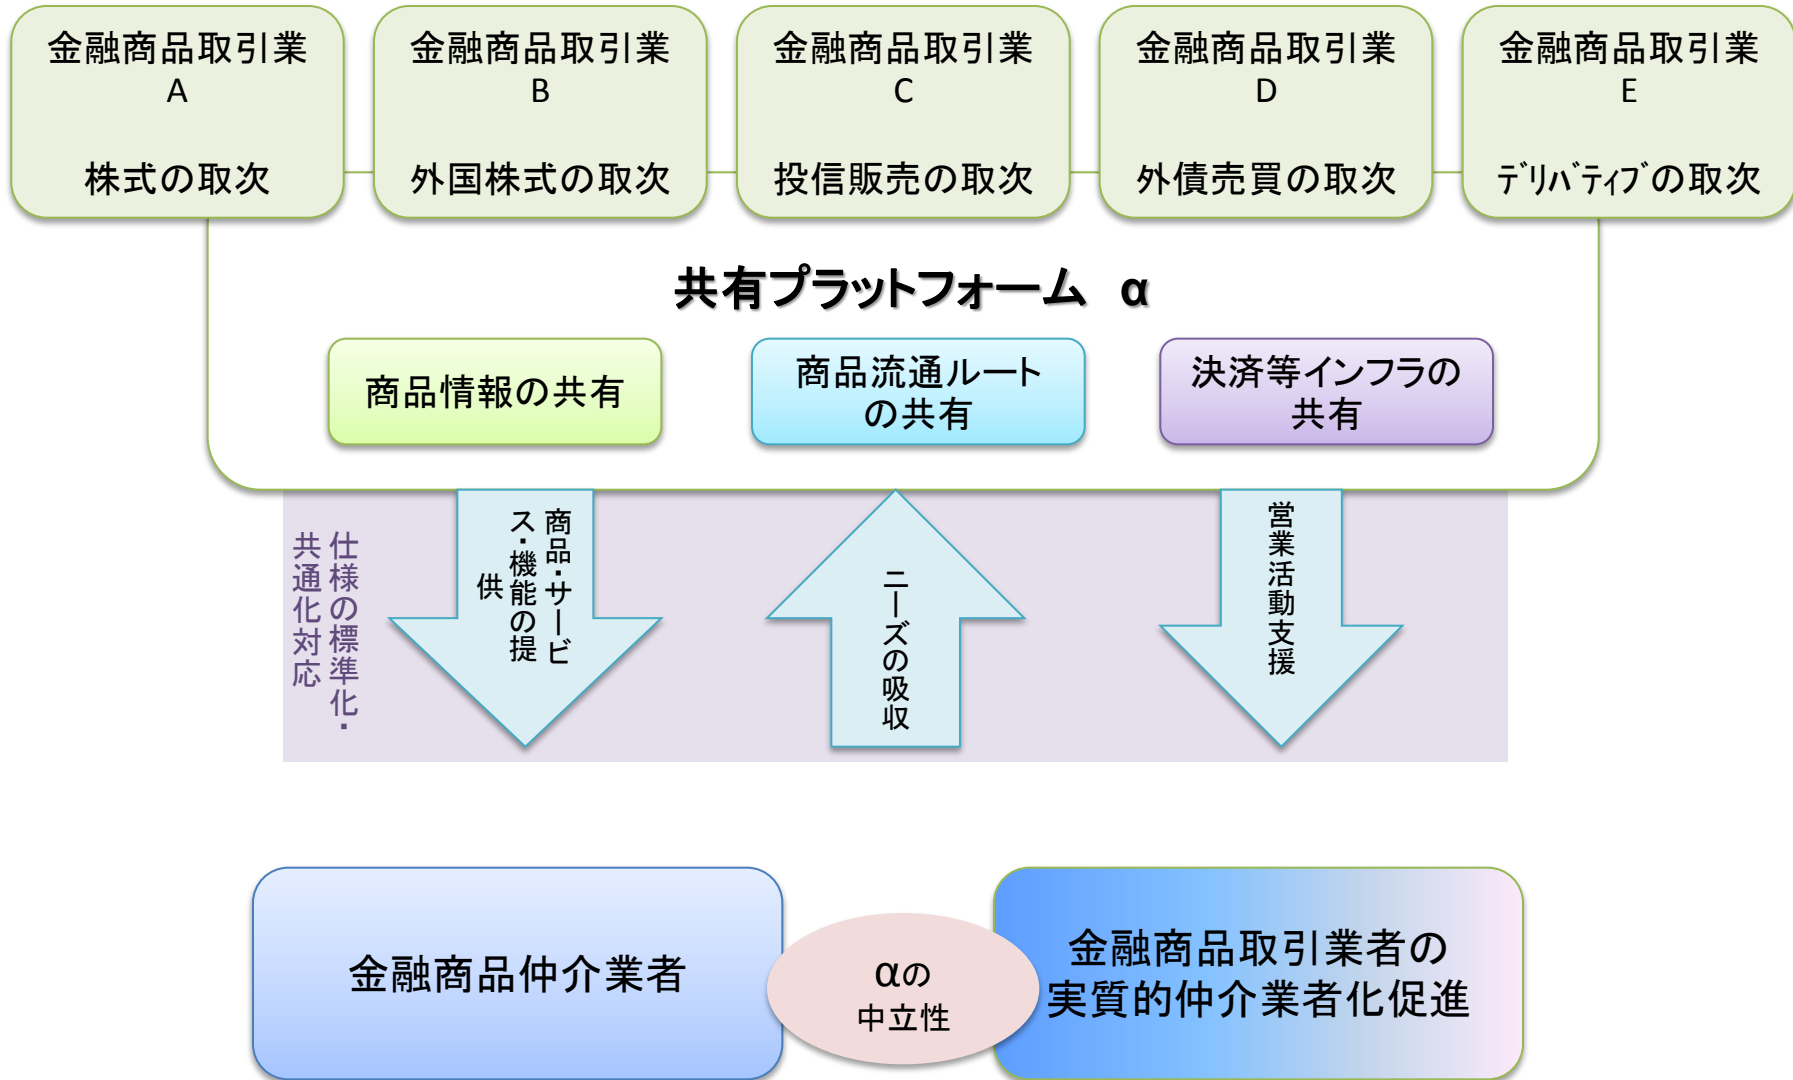 金融商品取引業
A
株式の取次
金融商品取引業
B
外国株式の取次
金融商品取引業
C
投信販売の取次
金融商品取引業
D
外債売買の取次
金融商品取引業
E
ﾃﾞﾘﾊﾞﾃｨﾌﾞの取次
共有プラットフォーム　α
商品情報の共有
商品流通ルート
の共有
決済等インフラの
共有
仕様の標準化・
共通化対応
商品・サービ
ス・機能の提
供
ニーズの吸収
営業活動支援
金融商品仲介業者
αの
中立性
金融商品取引業者の
実質的仲介業者化促進